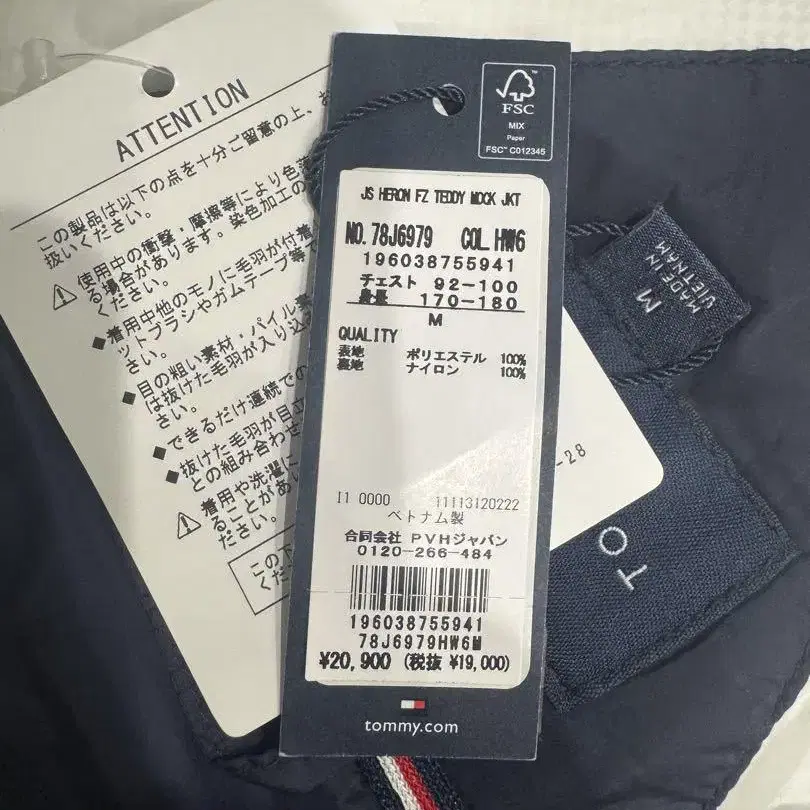 ATTENTION
この製品は以下の点を十分ご留意の上、お
扱いください。
使用中の衝撃・摩擦等により色落
る場合があります。染色加工の
ください。
◆着用中他のモノに毛羽が付着
ットブラシやガムテープ等で
さい。
◆目の粗い素材・パイル素
は抜けた毛羽が入り込
さい。
◆できるだけ連続での
◆抜けた毛羽が目立
との組み合わせ
着用や洗濯に
ることがあ
ださい。
この下
くだ
-28
FSC
MIX
Paper
FSC™ C012345
JS HERON FZ TEDDY MOCK JKT
NO. 78J6979 COL.HW6
196038755941
チェスト 92-100
身長 170-180
M
QUALITY
表地 ポリエステル 100%
裏地 ナイロン 100%
I1 0000 11113120222
ベトナム製
合同会社 PVHジャパン
0120-266-484
196038755941
78J6979HW6M
¥20,900 (税抜 ¥19,000)
tommy.com
M
MADE IN
VIETNAM
TO